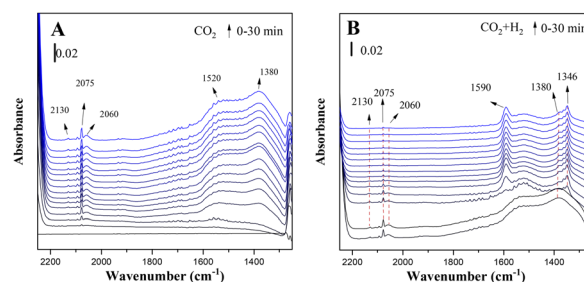 A
CO2 0-30 min
0.02
2075
2130
2060
1520
1380
Absorbance
2200 2000 1800 1600 1400
Wavenumber (cm-1)
B
CO2+H2 0-30 min
0.02
2075
2130
2060
1590
1380
1346
Absorbance
2200 2000 1800 1600 1400
Wavenumber (cm-1)